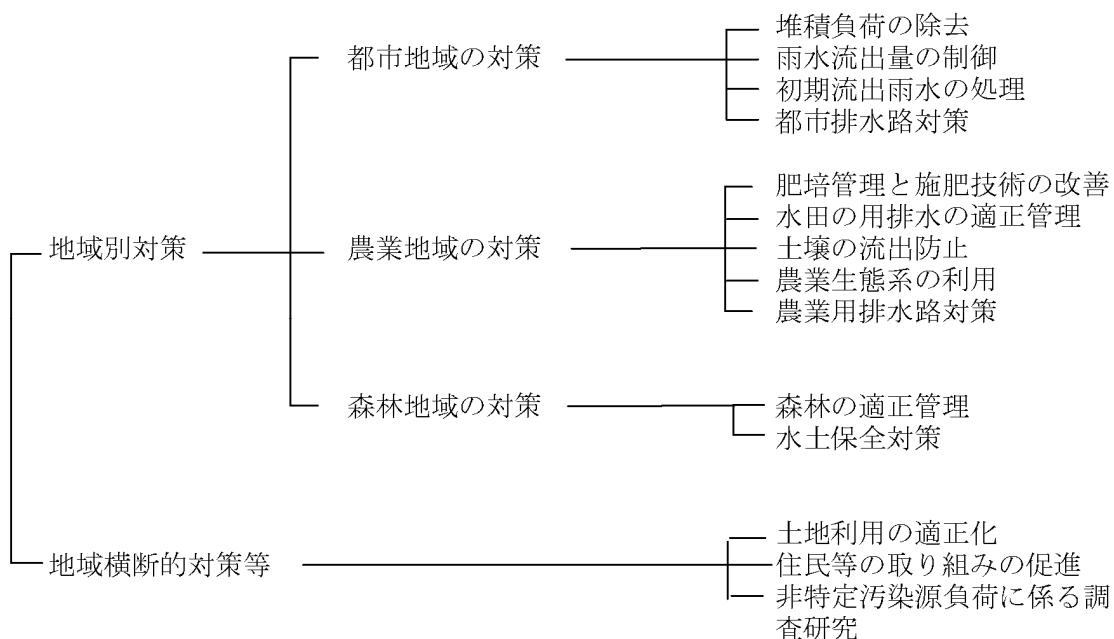 堆積負荷の除去
都市地域の対策
雨水流出量の制御
初期流出雨水の処理
都市排水路対策
肥培管理と施肥技術の改善
水田の用排水の適正管理
地域別対策
農業地域の対策
土壌の流出防止
農業生態系の利用
農業用排水路対策
森林地域の対策
森林の適正管理
水土保全対策
土地利用の適正化
地域横断的対策等
住民等の取り組みの促進
非特定汚染源負荷に係る調
査研究